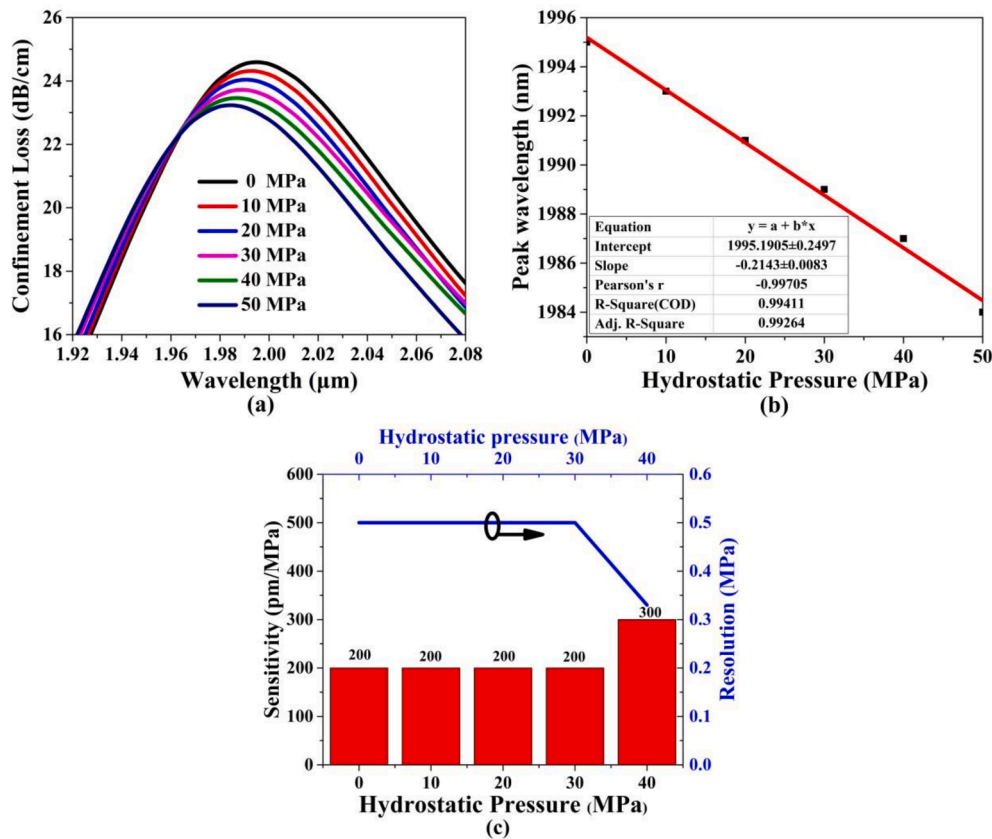 (a)
Confinement Loss (dB/cm)
26
24
22
20
18
16
0 MPa
10 MPa
20 MPa
30 MPa
40 MPa
50 MPa
1.92 1.94 1.96 1.98 2.00 2.02 2.04 2.06 2.08
Wavelength (μm)
(a)
Peak wavelength (nm)
1996
1994
1992
1990
1988
1986
1984
Equation y = a + b*x
Intercept 1995.1905±0.2497
Slope -0.2143±0.0083
Pearson's r -0.99705
R-Square(COD) 0.99411
Adj. R-Square 0.99264
0 10 20 30 40 50
Hydrostatic Pressure (MPa)
(b)
Hydrostatic pressure (MPa)
0 10 20 30 40
Sensitivity (pm/MPa)
600
500
400
300
200
100
0
200 200 200 200 300
0.6
0.5
0.4
0.3
0.2
0.1
0.0
Resolution (MPa)
0 10 20 30 40
Hydrostatic Pressure (MPa)
(c)